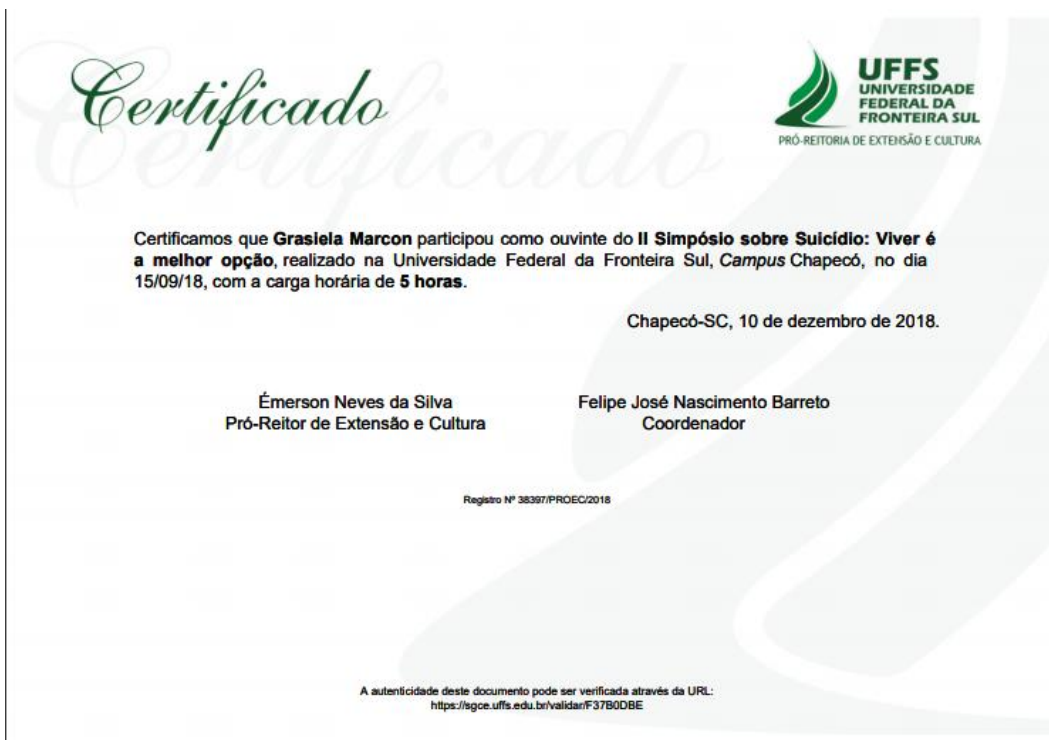 Certificado
UFFS
UNIVERSIDADE
FEDERAL DA
FRONTEIRA SUL
PRÓ-REITORIA DE EXTENSÃO E CULTURA
Certificado
Certificamos que Grasiela Marcon participou como ouvinte do II Simpósio sobre Suicídio: Viver é
a melhor opção, realizado na Universidade Federal da Fronteira Sul, Campus Chapecó, no dia
15/09/18, com a carga horária de 5 horas.
Chapecó-SC, 10 de dezembro de 2018.
Émerson Neves da Silva
Pró-Reitor de Extensão e Cultura
Felipe José Nascimento Barreto
Coordenador
Registro Nº 38397/PROEC/2018
A autenticidade deste documento pode ser verificada através da URL:
https://sgce.uffs.edu.br/validar/F37B0DBE